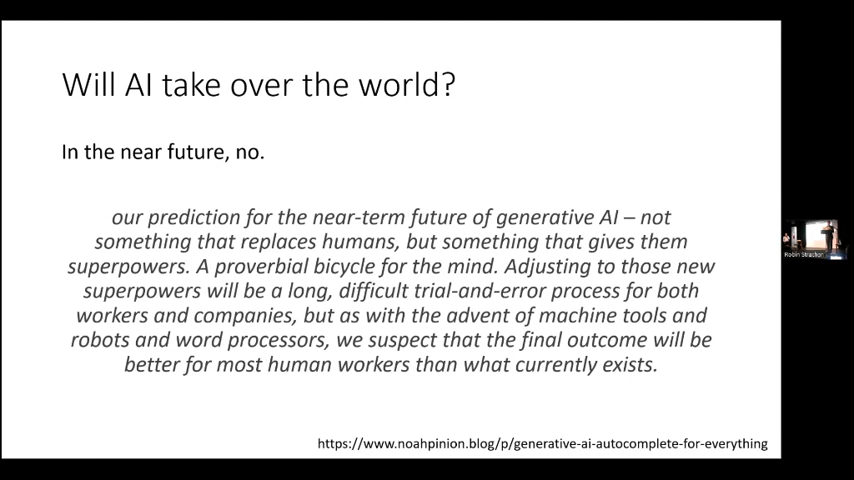 Will AI take over the world?
In the near future, no.
our prediction for the near-term future of generative AI – not
something that replaces humans, but something that gives them
superpowers. A proverbial bicycle for the mind. Adjusting to those new
superpowers will be a long, difficult trial-and-error process for both
workers and companies, but as with the advent of machine tools and
robots and word processors, we suspect that the final outcome will be
better for most human workers than what currently exists.
https://www.noahpinion.blog/p/generative-ai-autocomplete-for-everything
Robin Strachan